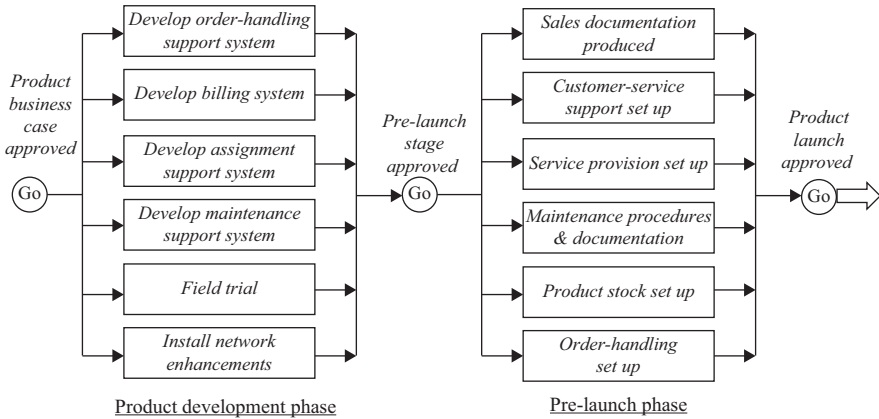 Product
business
case
approved
Go
Develop order-handling
support system
Develop billing system
Develop assignment
support system
Develop maintenance
support system
Field trial
Install network
enhancements
Product development phase
Pre-launch
stage
approved
Go
Sales documentation
produced
Customer-service
support set up
Service provision set up
Maintenance procedures
& documentation
Product stock set up
Order-handling
set up
Pre-launch phase
Product
launch
approved
Go